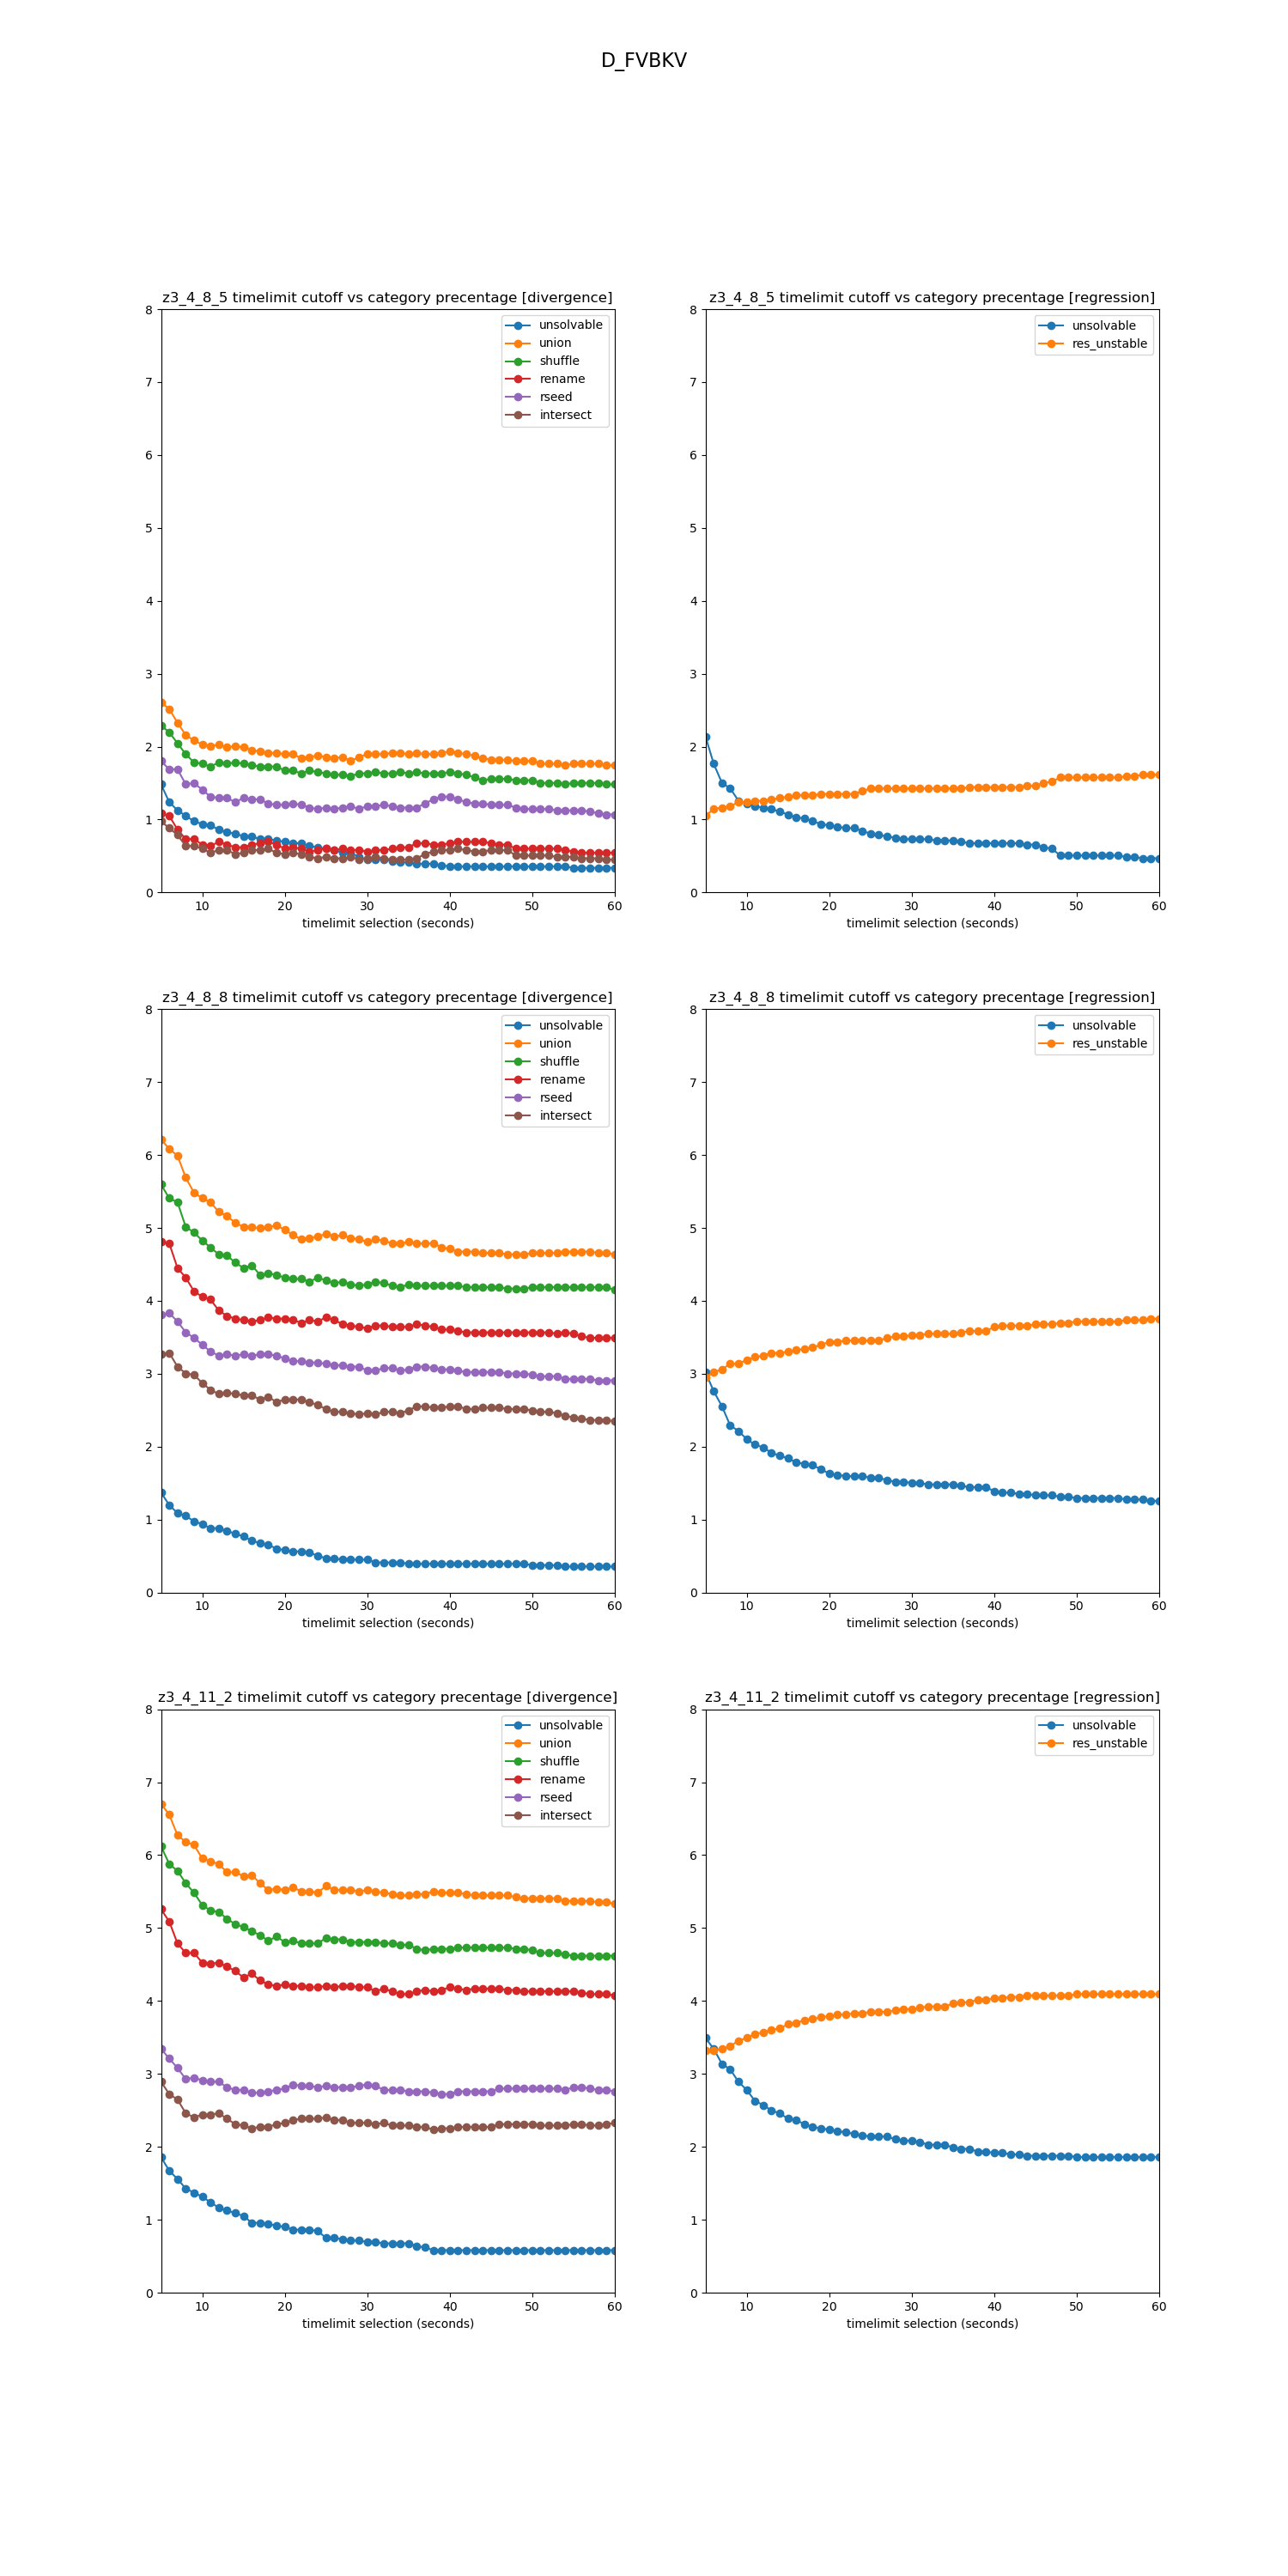 D_FVBKV
z3_4_8_5 timelimit cutoff vs category precentage [divergence]
8
7
6
5
4
3
2
1
0
10 20 30 40 50 60
timelimit selection (seconds)
unsolvable
union
shuffle
rename
rseed
intersect
z3_4_8_5 timelimit cutoff vs category precentage [regression]
8
7
6
5
4
3
2
1
0
10 20 30 40 50 60
timelimit selection (seconds)
unsolvable
res_unstable
z3_4_8_8 timelimit cutoff vs category precentage [divergence]
8
7
6
5
4
3
2
1
0
10 20 30 40 50 60
timelimit selection (seconds)
unsolvable
union
shuffle
rename
rseed
intersect
z3_4_8_8 timelimit cutoff vs category precentage [regression]
8
7
6
5
4
3
2
1
0
10 20 30 40 50 60
timelimit selection (seconds)
unsolvable
res_unstable
z3_4_11_2 timelimit cutoff vs category precentage [divergence]
8
7
6
5
4
3
2
1
0
10 20 30 40 50 60
timelimit selection (seconds)
unsolvable
union
shuffle
rename
rseed
intersect
z3_4_11_2 timelimit cutoff vs category precentage [regression]
8
7
6
5
4
3
2
1
0
10 20 30 40 50 60
timelimit selection (seconds)
unsolvable
res_unstable